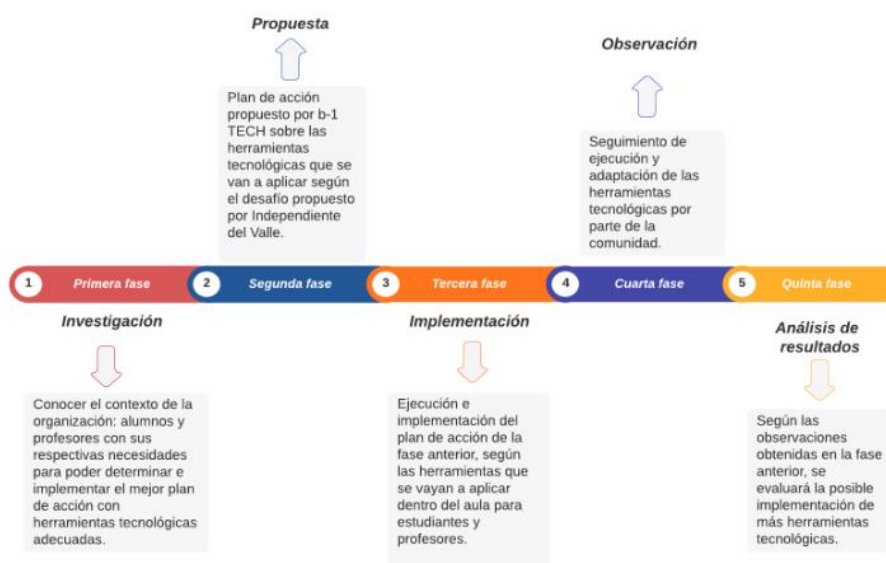 Propuesta
Plan de acción
propuesto por b-1
TECH sobre las
herramientas
tecnológicas que se
van a aplicar según
el desafío propuesto
por Independiente
del Valle.
Observación
Seguimiento de
ejecución y
adaptación de las
herramientas
tecnológicas por
parte de la
comunidad.
1 Primera fase
2 Segunda fase
3 Tercera fase
4 Cuarta fase
5 Quinta fase
Investigación
Conocer el contexto de la
organización: alumnos y
profesores con sus
respectivas necesidades
para poder determinar e
implementar el mejor plan
de acción con
herramientas tecnológicas
adecuadas.
Implementación
Ejecución e
implementación del
plan de acción de la
fase anterior, según
las herramientas que
se vayan a aplicar
dentro del aula para
estudiantes y
profesores.
Análisis de
resultados
Según las
observaciones
obtenidas en la fase
anterior, se
evaluará la posible
implementación de
más herramientas
tecnológicas.